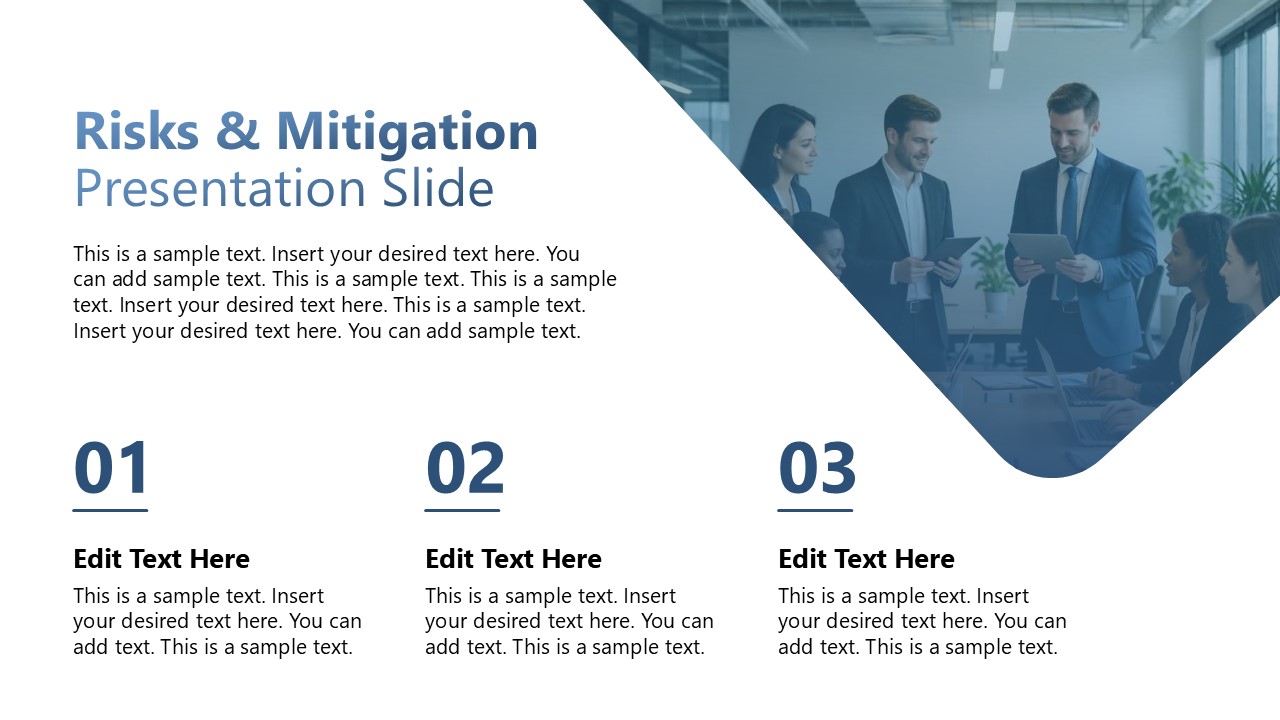 Risks & Mitigation
Presentation Slide
This is a sample text. Insert your desired text here. You
can add sample text. This is a sample text. This is a sample
text. Insert your desired text here. This is a sample text.
Insert your desired text here. You can add sample text.
01
Edit Text Here
This is a sample text. Insert
your desired text here. You can
add text. This is a sample text.
02
Edit Text Here
This is a sample text. Insert
your desired text here. You can
add text. This is a sample text.
03
Edit Text Here
This is a sample text. Insert
your desired text here. You can
add text. This is a sample text.